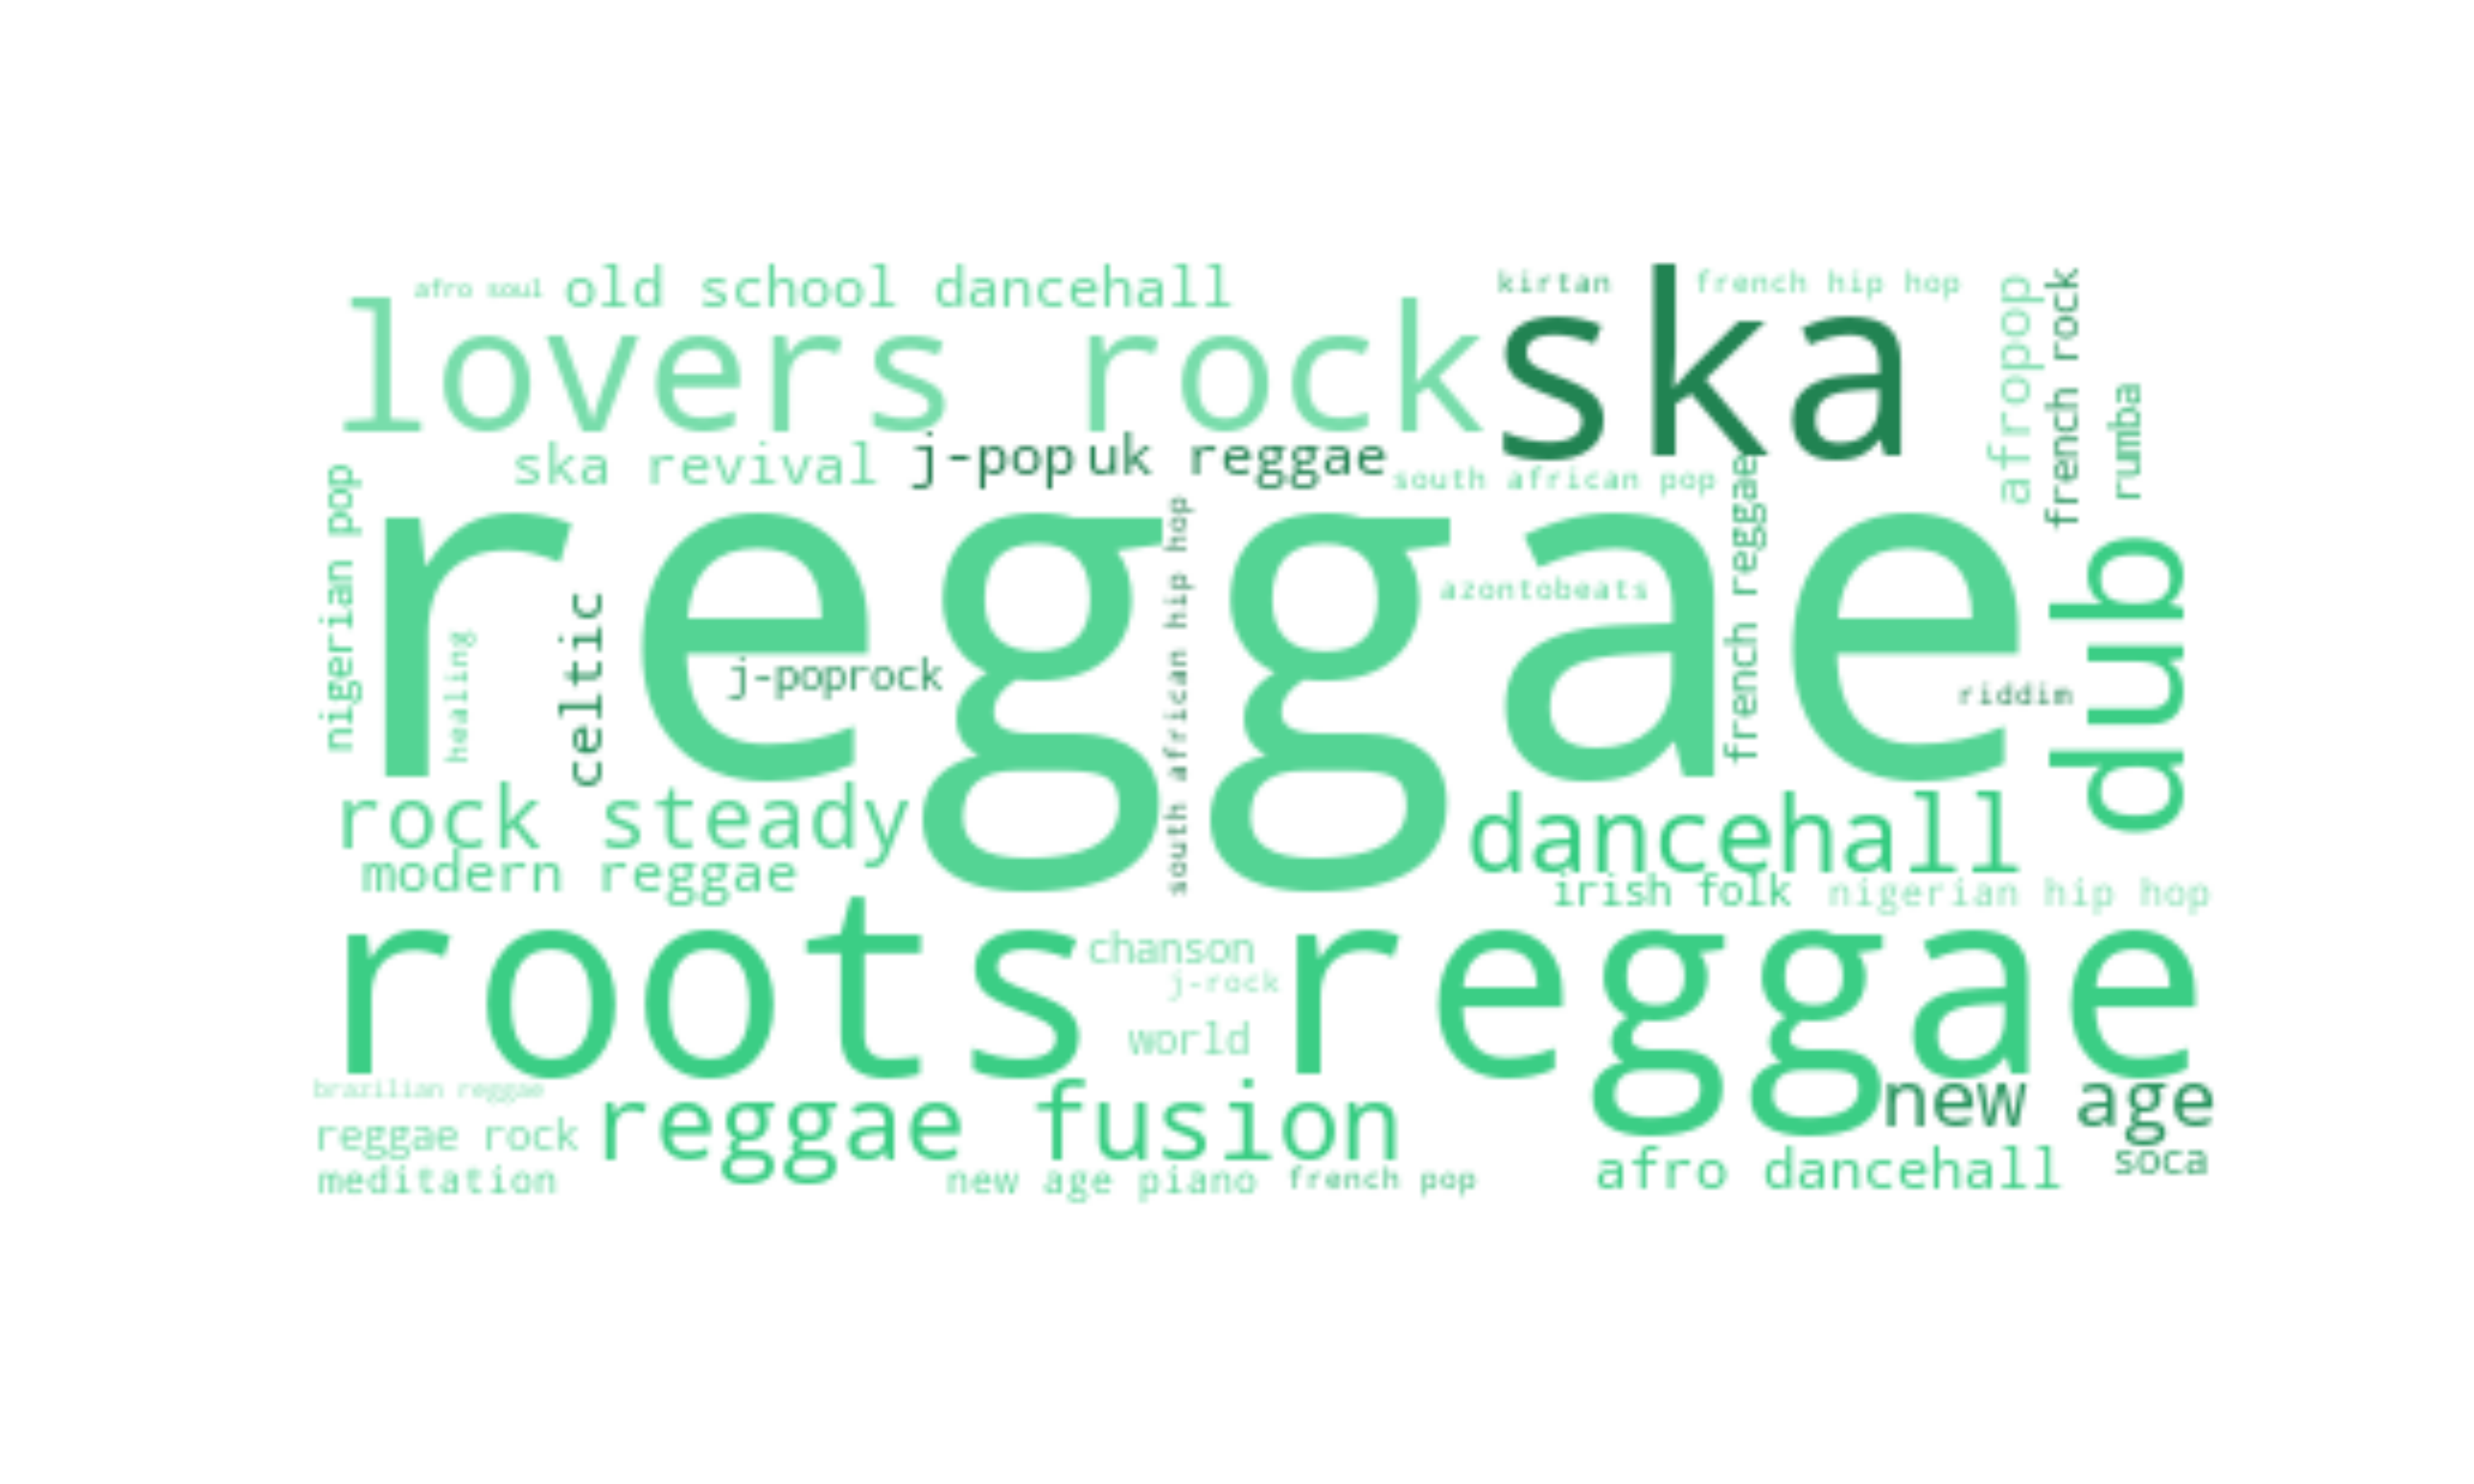 afro soul
old school dancehall
kirtan
french hip hop
lovers rock
ska
afropop
french rock
rumba
ska revival
j-pop
uk reggae
south african pop
nigerian pop
reggae
healing
celtic
j-poprock
south african hip hop
azontobeats
french reggae
riddim
dub
rock steady
dancehall
modern reggae
irish folk
nigerian hip hop
roots reggae
chanson
j-rock
world
brazilian reggae
reggae fusion
new age
reggae rock
meditation
new age piano
french pop
afro dancehall
soca